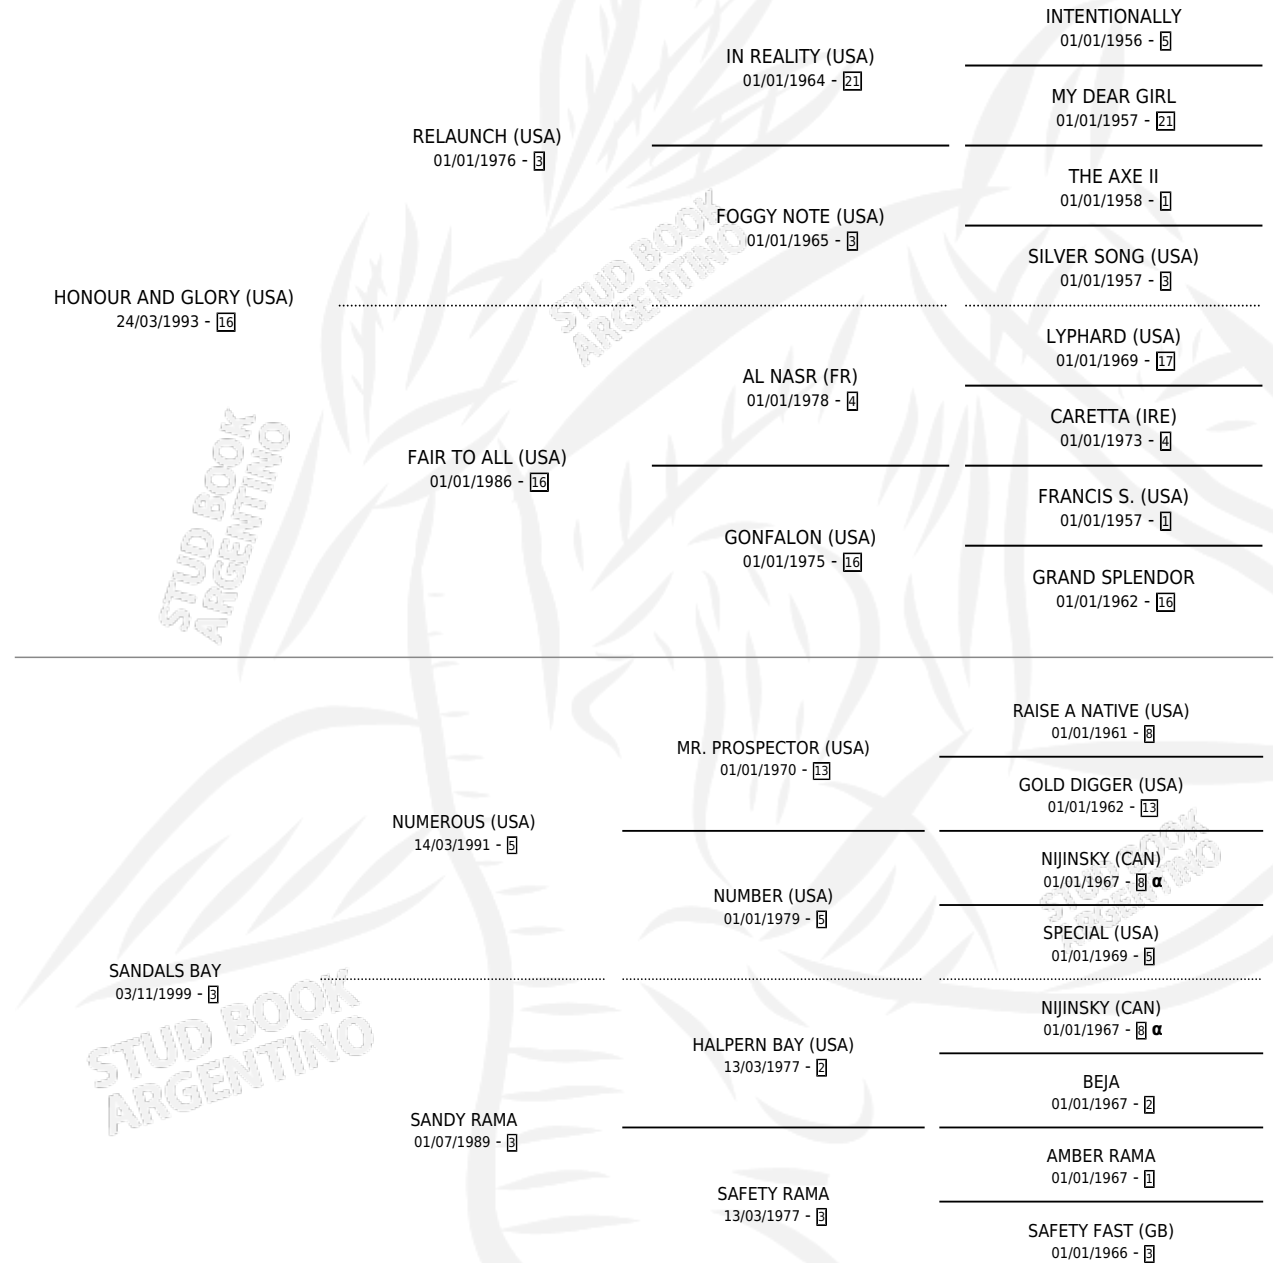 INTENTIONALLY
01/01/1956 - 5
IN REALITY (USA)
01/01/1964 - 21
MY DEAR GIRL
01/01/1957 - 21
RELAUNCH (USA)
01/01/1976 - 3
THE AXE II
01/01/1958 - 1
FOGGY NOTE (USA)
01/01/1965 - 3
SILVER SONG (USA)
01/01/1957 - 3
HONOUR AND GLORY (USA)
24/03/1993 - 16
LYPHARD (USA)
01/01/1969 - 17
AL NASR (FR)
01/01/1978 - 4
CARETTA (IRE)
01/01/1973 - 4
FAIR TO ALL (USA)
01/01/1986 - 16
FRANCIS S. (USA)
01/01/1957 - 1
GONFALON (USA)
01/01/1975 - 16
GRAND SPLENDOR
01/01/1962 - 16
RAISE A NATIVE (USA)
01/01/1961 - 8
MR. PROSPECTOR (USA)
01/01/1970 - 13
GOLD DIGGER (USA)
01/01/1962 - 13
NUMEROUS (USA)
14/03/1991 - 5
NIJINSKY (CAN)
01/01/1967 - 8 α
NUMBER (USA)
01/01/1979 - 5
SPECIAL (USA)
01/01/1969 - 5
SANDALS BAY
03/11/1999 - 3
NIJINSKY (CAN)
01/01/1967 - 8 α
HALPERN BAY (USA)
13/03/1977 - 2
BEJA
01/01/1967 - 2
SANDY RAMA
01/07/1989 - 3
AMBER RAMA
01/01/1967 - 1
SAFETY RAMA
13/03/1977 - 3
SAFETY FAST (GB)
01/01/1966 - 3
STUD BOOK
ARGENTINO
STUD BOOK
ARGENTINO
STUD BOOK
ARGENTINO
STUD BOOK
ARGENTINO